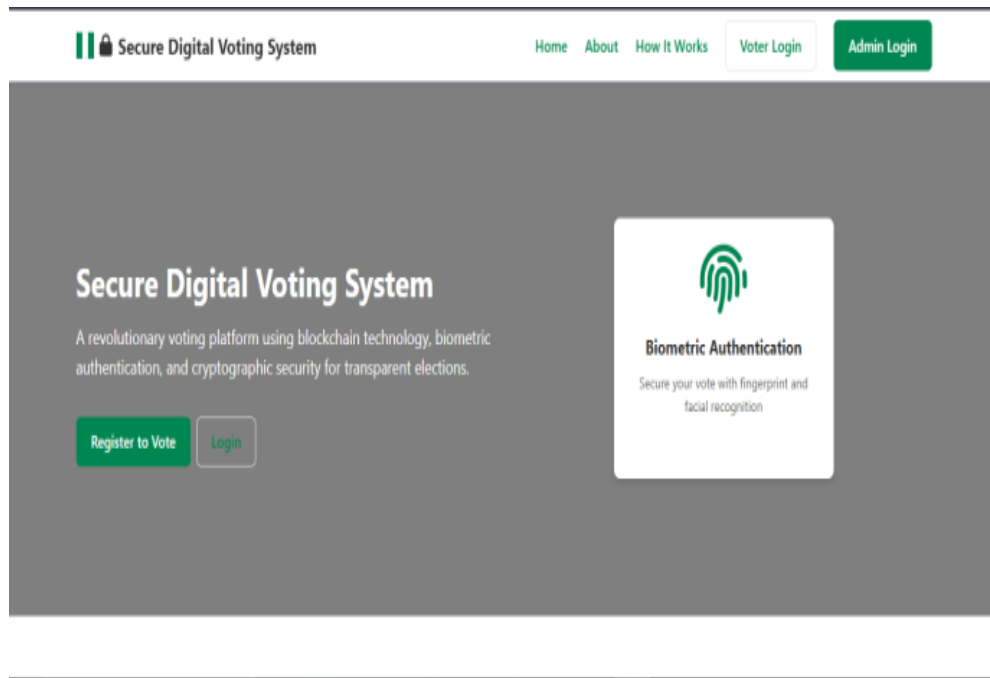 Secure Digital Voting System
Home About How It Works Voter Login Admin Login
Secure Digital Voting System
A revolutionary voting platform using blockchain technology, biometric
authentication, and cryptographic security for transparent elections.
Register to Vote Login
Biometric Authentication
Secure your vote with fingerprint and
facial recognition